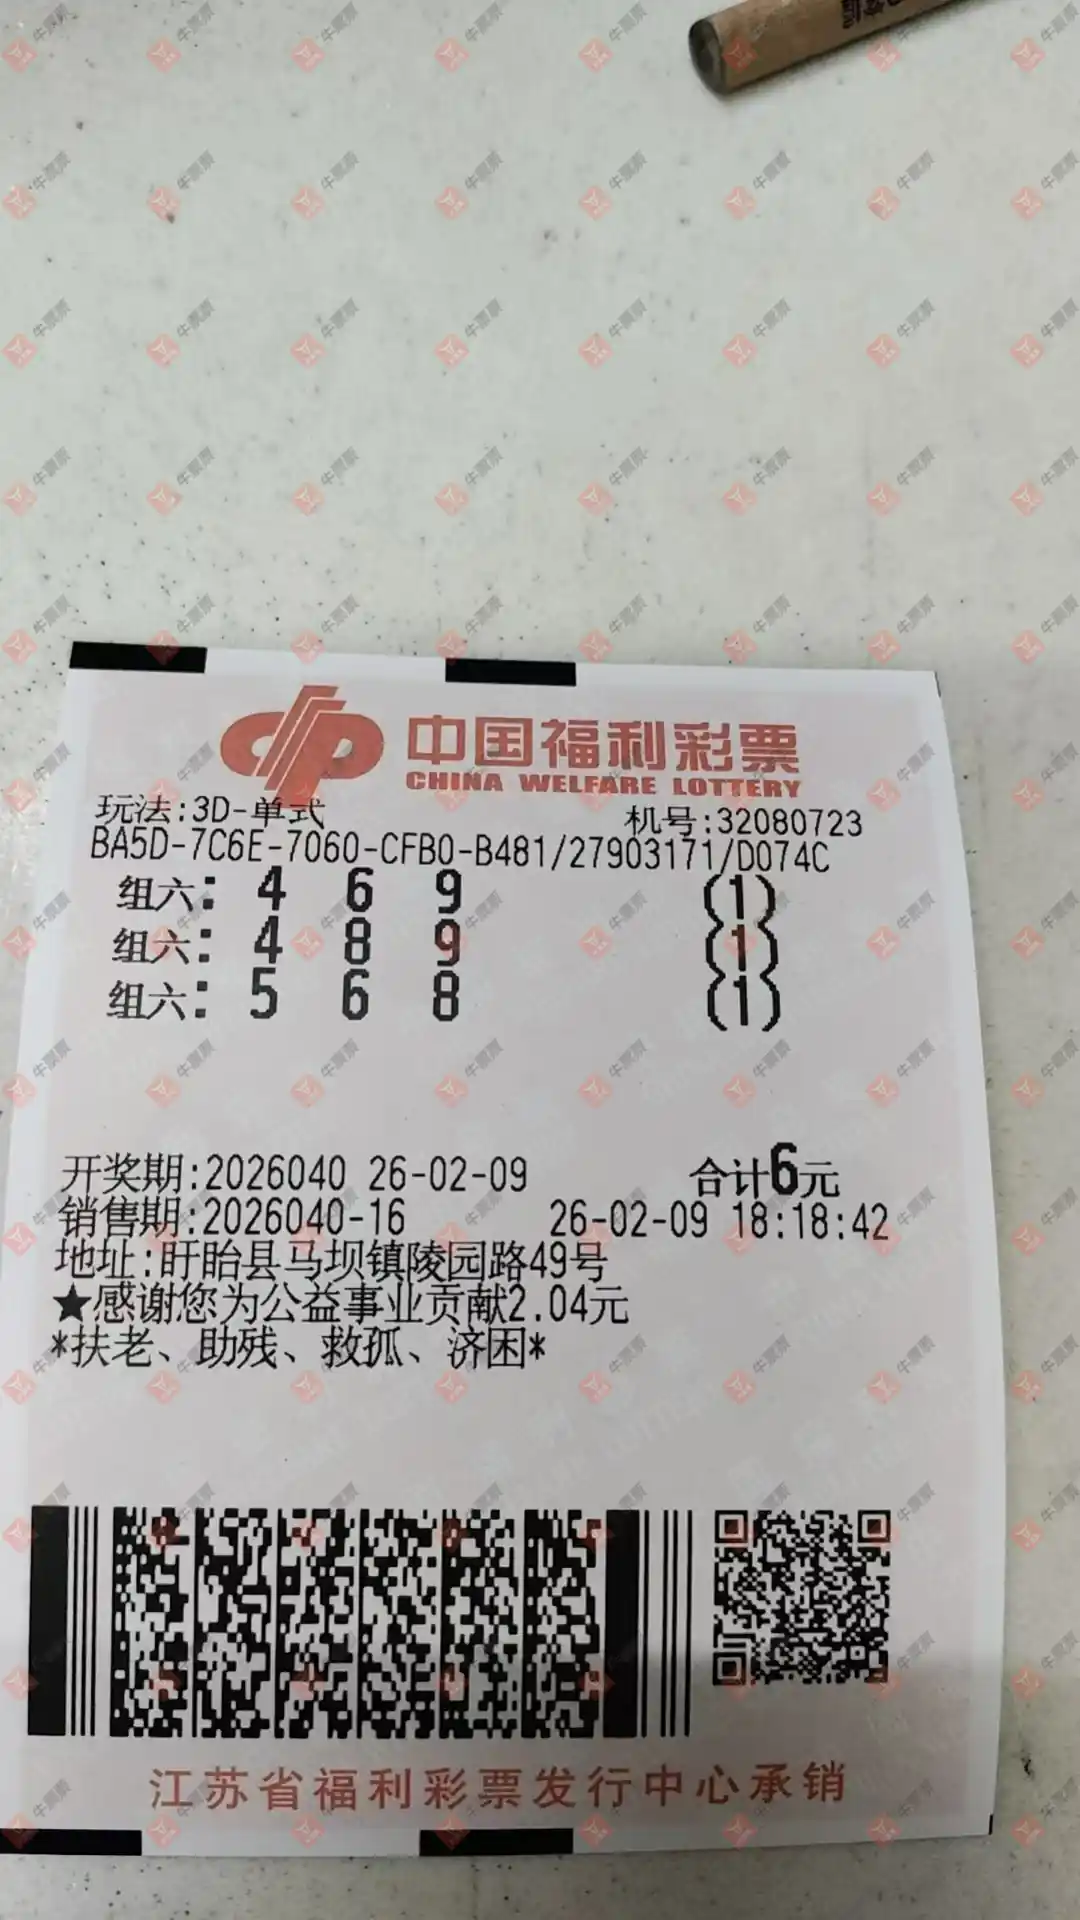 中国福利彩票
CHINA WELFARE LOTTERY
玩法:3D-单式 机号:32080723
BA5D-7C6E-7060-CFB0-B481/27903171/D074C
组六: 4 6 9 (1)
组六: 4 8 9 (1)
组六: 5 6 8 (1)
开奖期:2026040 26-02-09 合计6元
销售期:2026040-16 26-02-09 18:18:42
地址:盱眙县马坝镇陵园路49号
★感谢您为公益事业贡献2.04元
*扶老、助残、救孤、济困*
江苏省福利彩票发行中心承销
牛票票